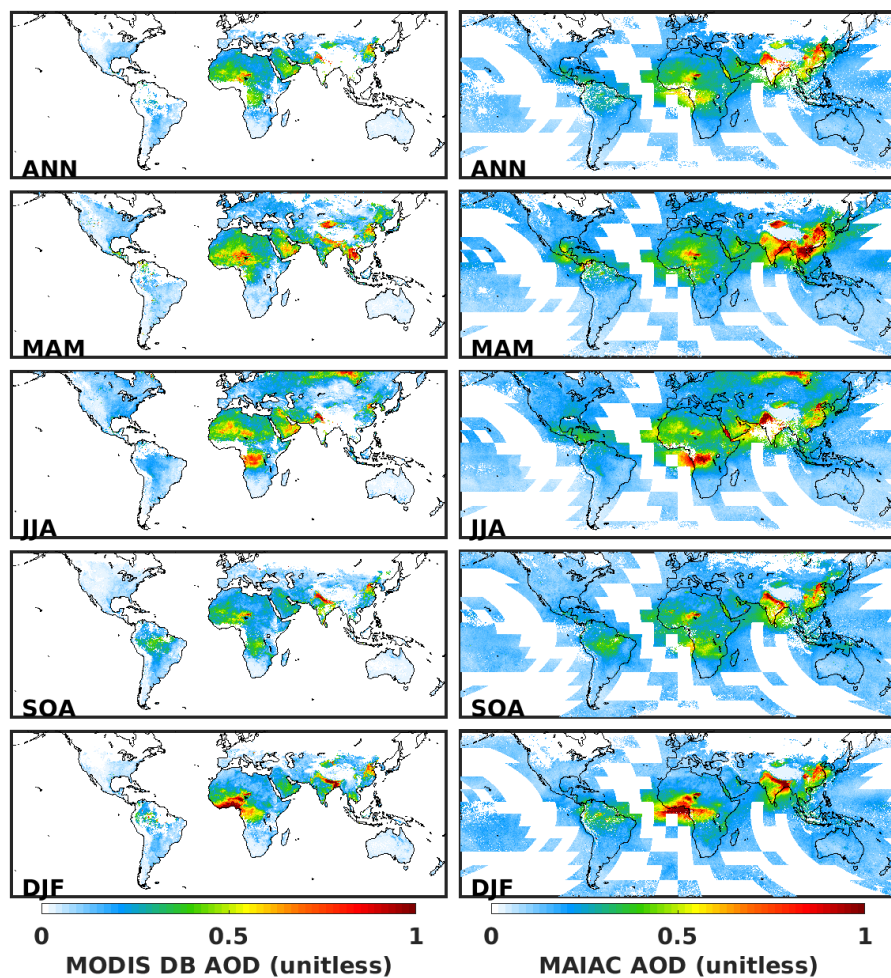 ANN ANN
MAM MAM
JJA JJA
SOA SOA
DJF DJF
0 0.5 1 0 0.5 1
MODIS DB AOD (unitless) MAIAC AOD (unitless)